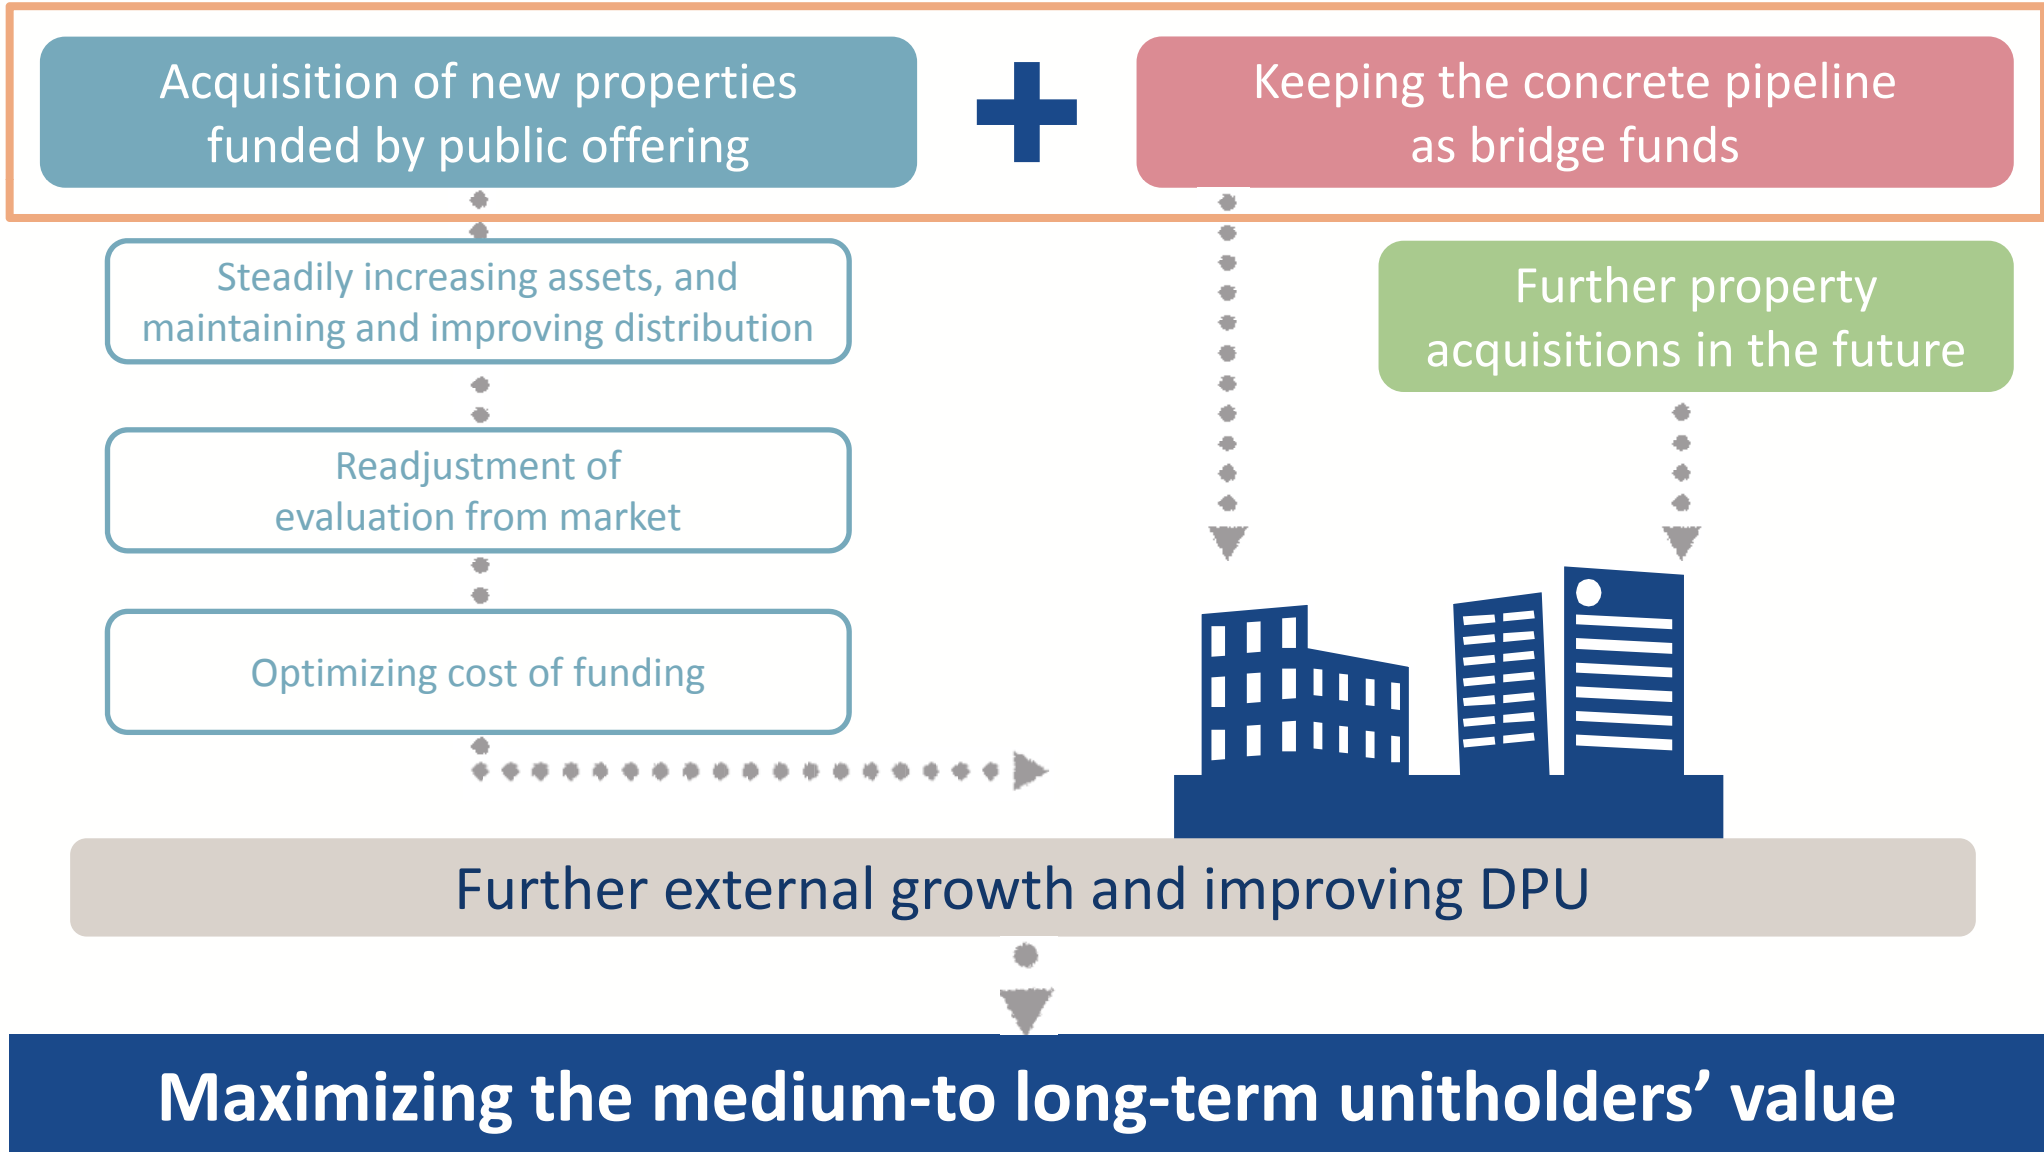 Acquisition of new properties
funded by public offering
Keeping the concrete pipeline
as bridge funds
Steadily increasing assets, and
maintaining and improving distribution
Further property
acquisitions in the future
Readjustment of
evaluation from market
Optimizing cost of funding
Further external growth and improving DPU
Maximizing the medium-to long-term unitholders’ value